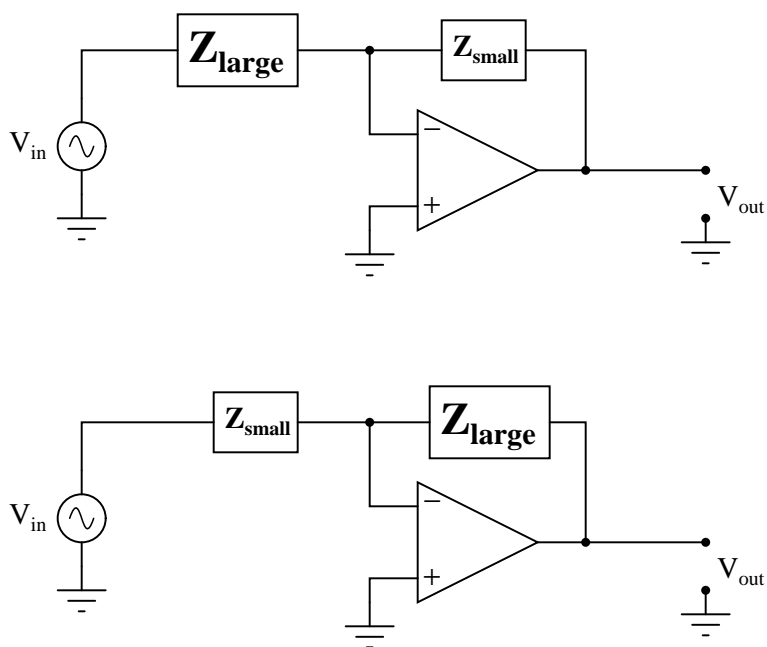 Z_large
Z_small
V_in
−
+
V_out
Z_small
Z_large
V_in
−
+
V_out